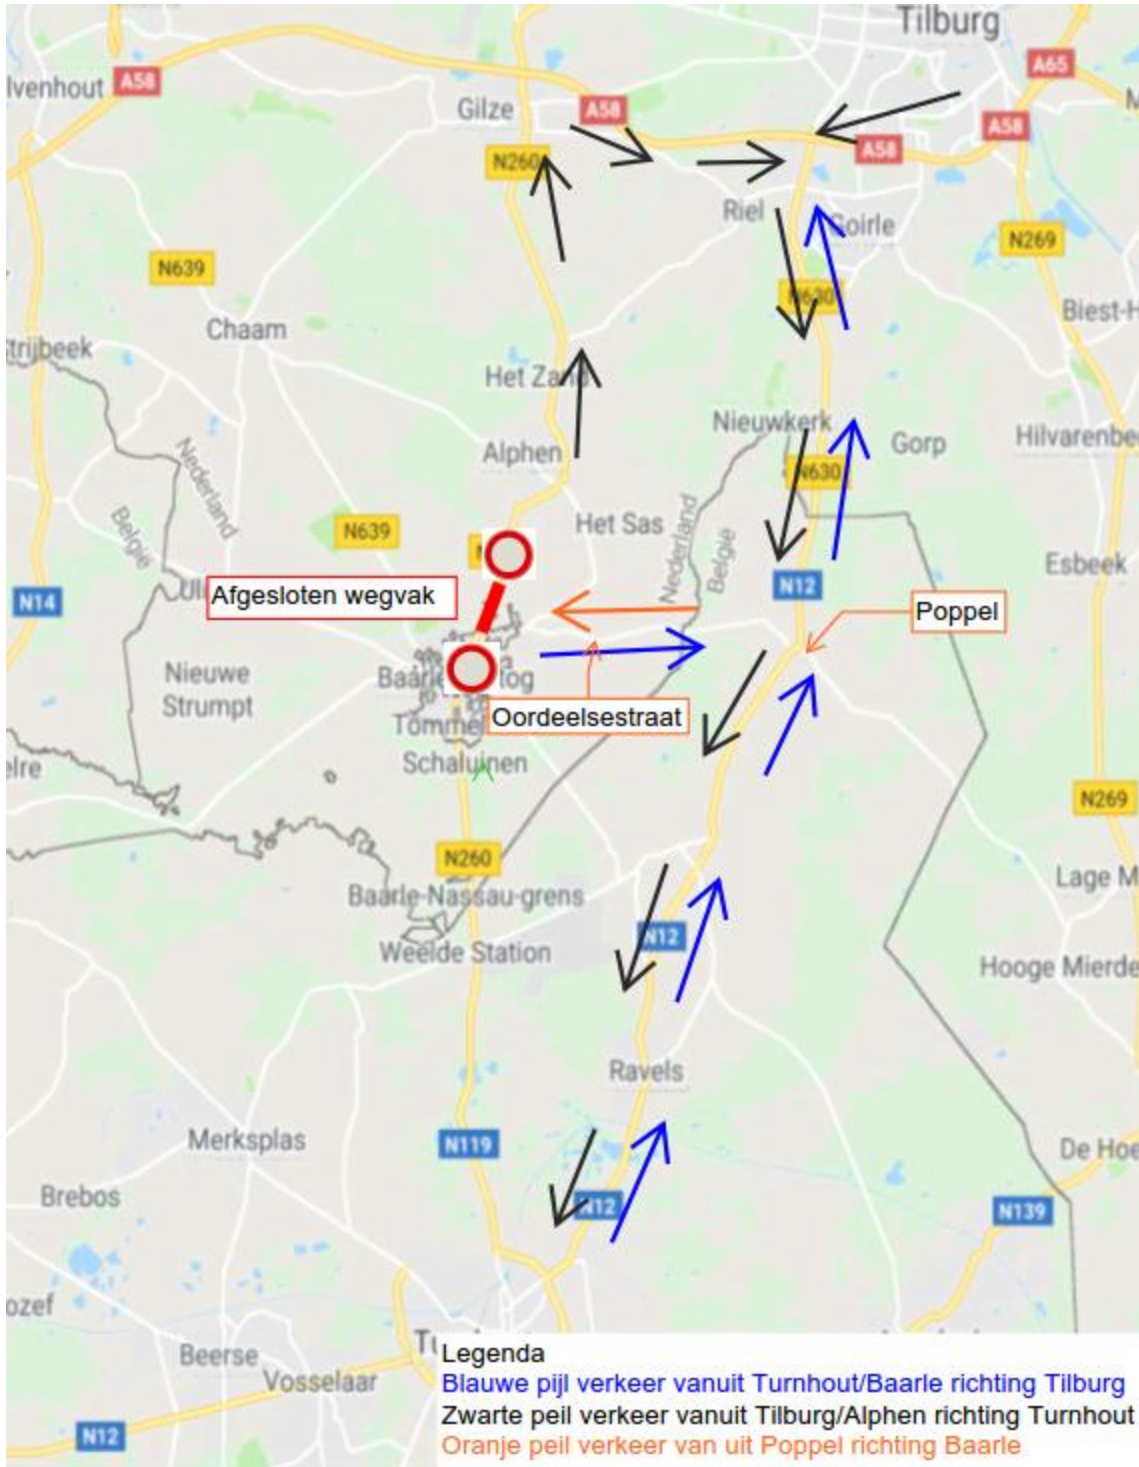 Tilburg
A65
lvenhout
A58
Gilze
A58
A58
A58
N260
Riel
Goirle
N269
N639
N630
Biest-H
Chaam
trijbeek
Het Zand
Nieuwkerk
Gorp
Hilvarenbe
Alphen
N630
Nederland
België
N639
Het Sas
Nederland
België
Esbeek
N14
Afgesloten wegvak
N12
Poppel
Nieuwe
Strumpt
Oordeelsestraat
Schaluinen
elre
N269
N260
Baarle-Nassau-grens
Lage M
N12
Weelde Station
Hooge Mierde
Ravels
Merksplas
N119
De Hoe
Brebos
N12
N139
ozef
Beerse
Vosselaar
N12
Legenda
Blauwe pijl verkeer vanuit Turnhout/Baarle richting Tilburg
Zwarte peil verkeer vanuit Tilburg/Alphen richting Turnhout
Oranje peil verkeer van uit Poppel richting Baarle